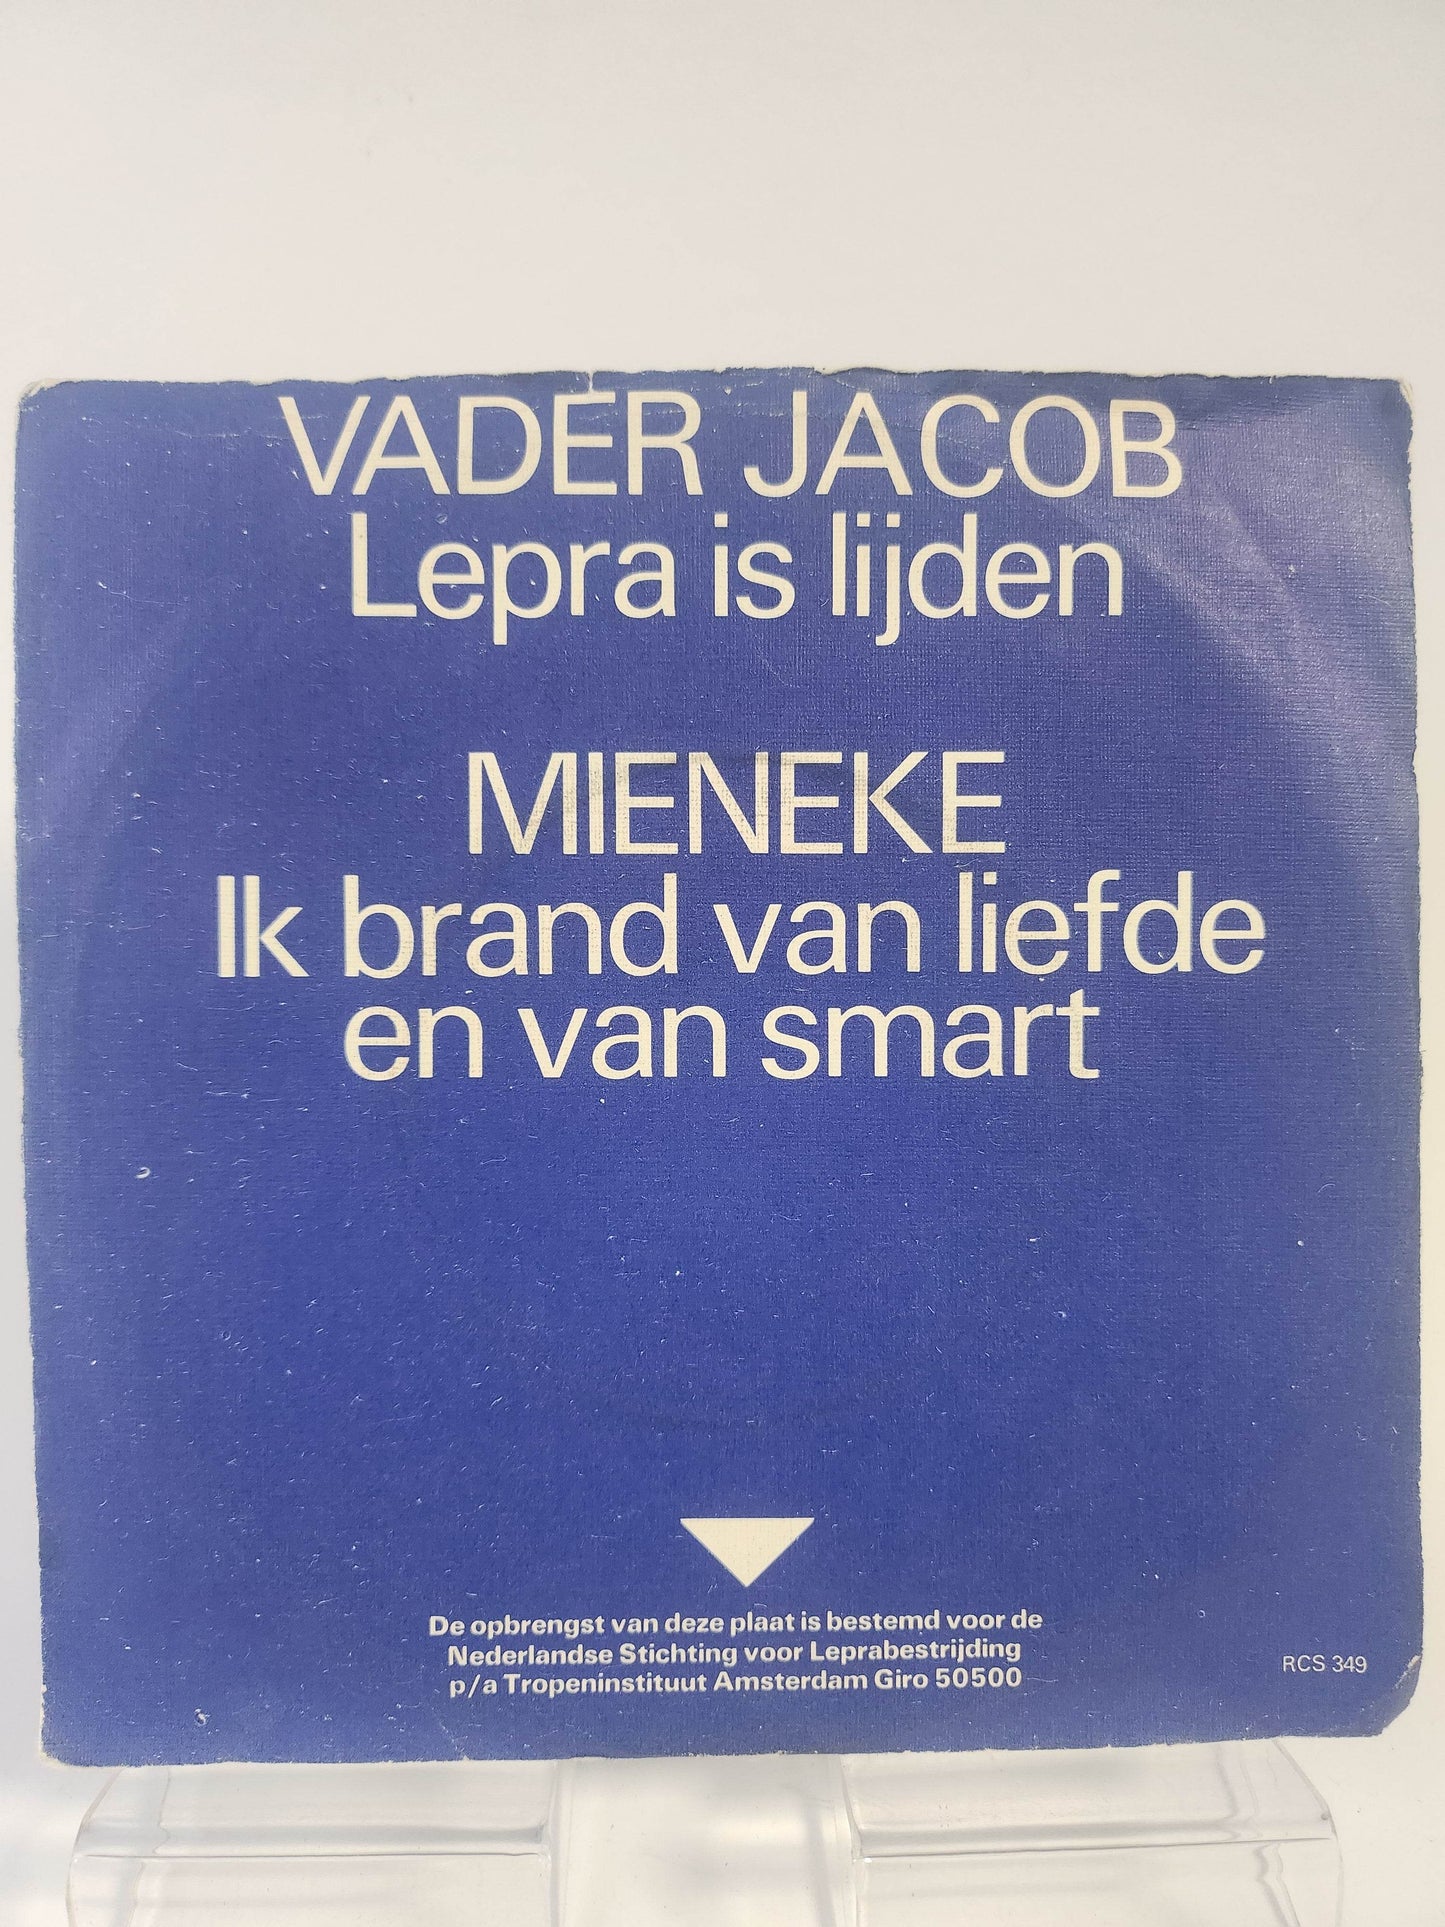 VADER JACOB
Lepra is lijden
MIENEKE
Ik brand van liefde
en van smart
De opbrengst van deze plaat is bestemd voor de
Nederlandse Stichting voor Leprabestrijding
p/a Tropeninstituut Amsterdam Giro 50500
RCS 349